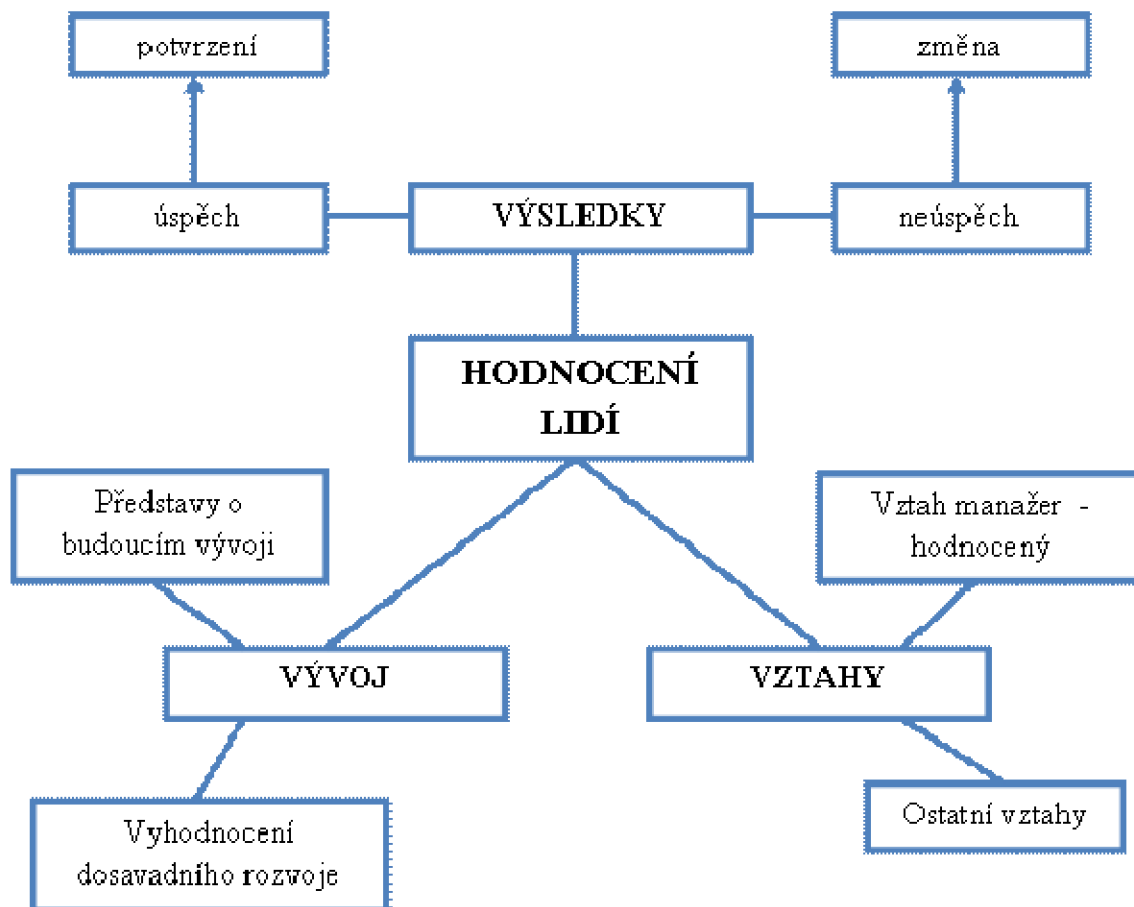 potvrzení
změna
úspěch
VÝSLEDKY
neúspěch
HODNOCENÍ
LIDÍ
Představy o
budoucím vývoji
Vztah manažer -
hodnocený
VÝVOJ
VZTAHY
Vyhodnocení
dosavadního rozvoje
Ostatní vztahy